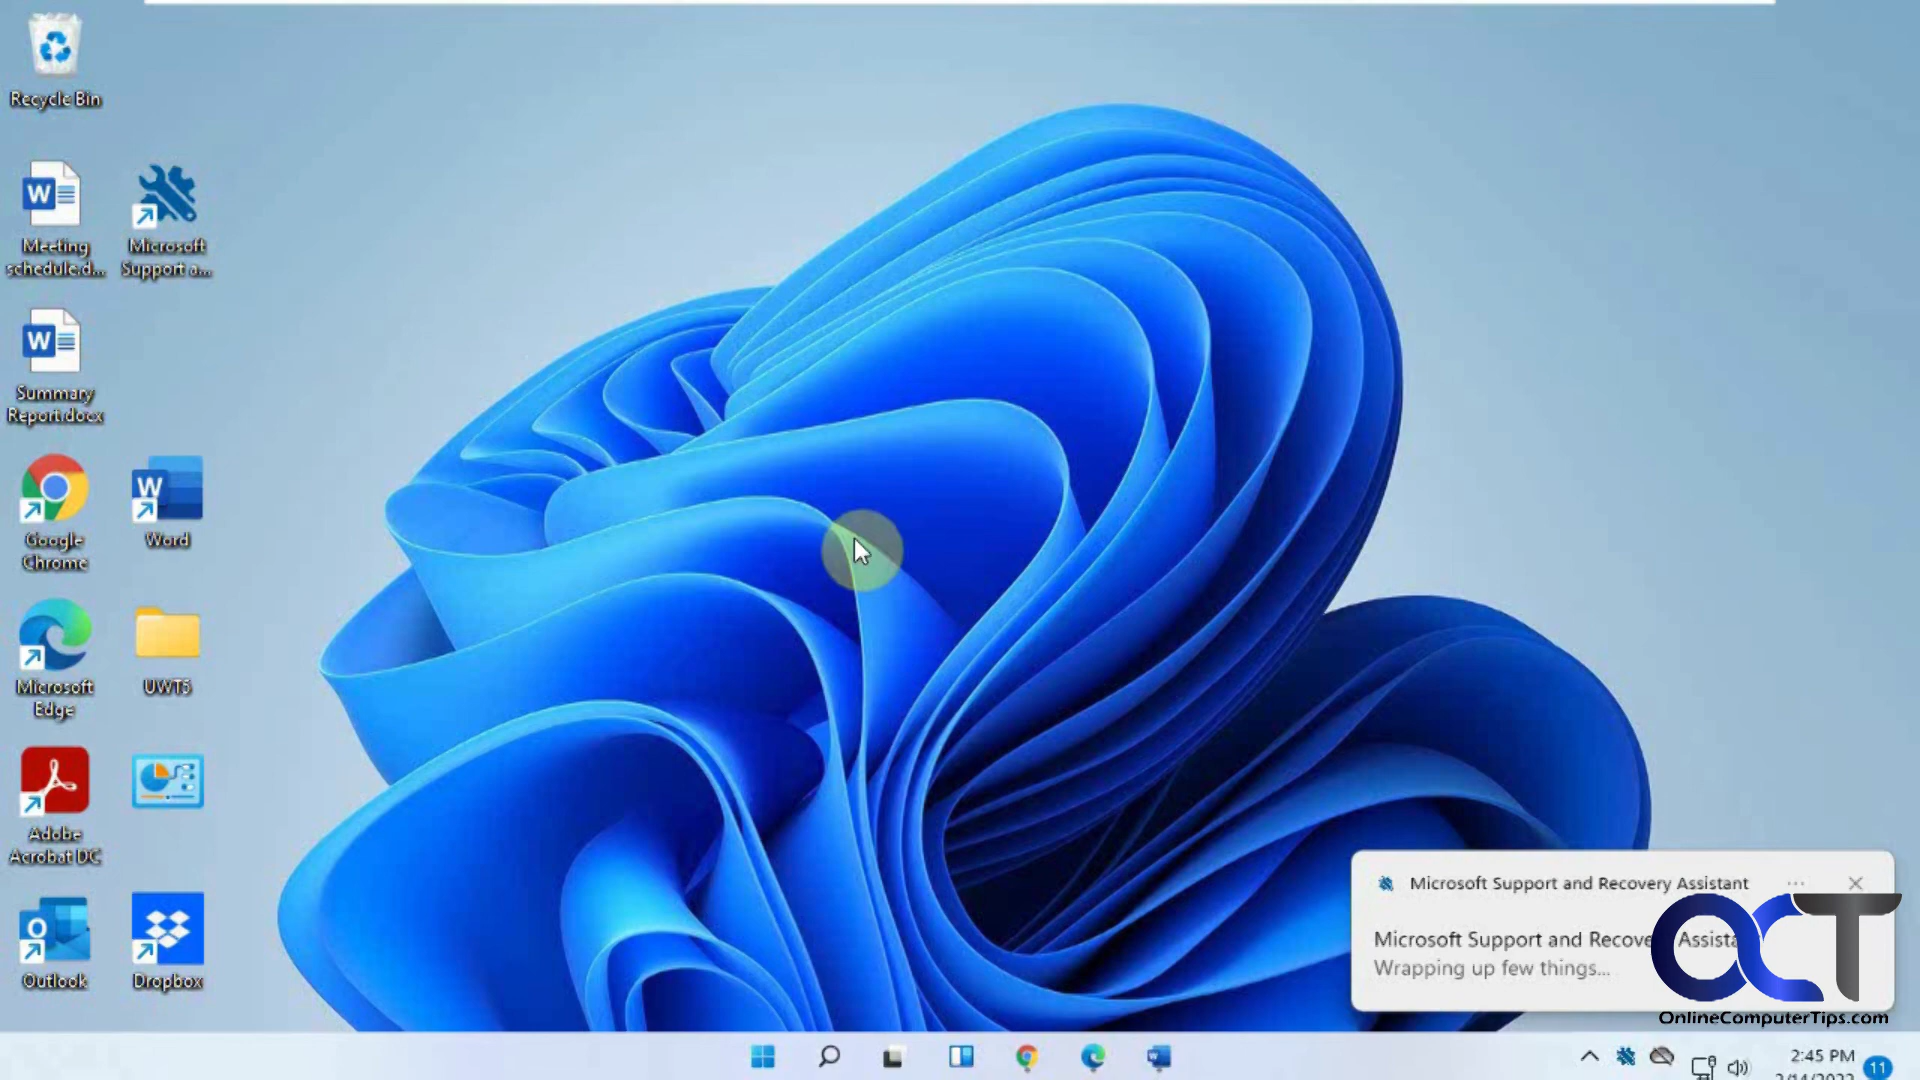 Recycle Bin
Meeting
schedule.d...
Microsoft
Support a...
Summary
Report.docx
Google
Chrome
Word
Microsoft
Edge
UWT5
Adobe
Acrobat DC
Outlook
Dropbox
Microsoft Support and Recovery Assistant
Microsoft Support and Recove Assista
Wrapping up few things...
OCT
OnlineComputerTips.com
2:45 PM
11